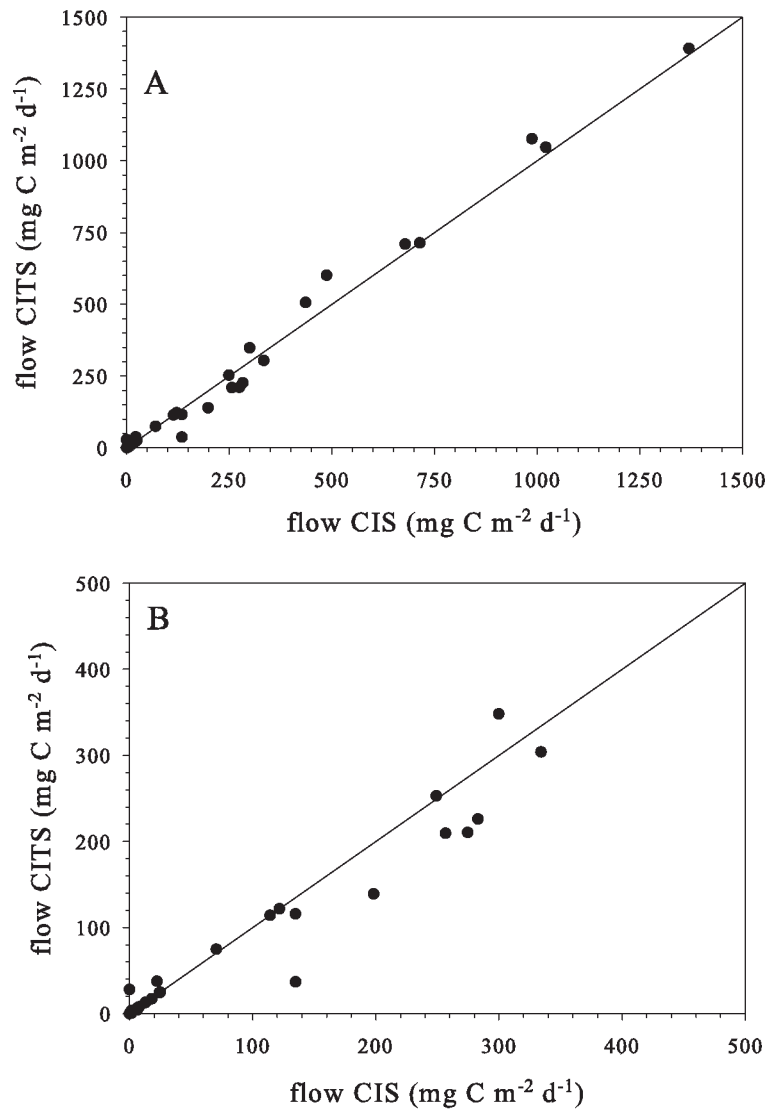 1500
A
1250
1000
750
500
250
0
flow CITS (mg C m⁻² d⁻¹)
0 250 500 750 1000 1250 1500
flow CIS (mg C m⁻² d⁻¹)
500
B
400
300
200
100
0
flow CITS (mg C m⁻² d⁻¹)
0 100 200 300 400 500
flow CIS (mg C m⁻² d⁻¹)